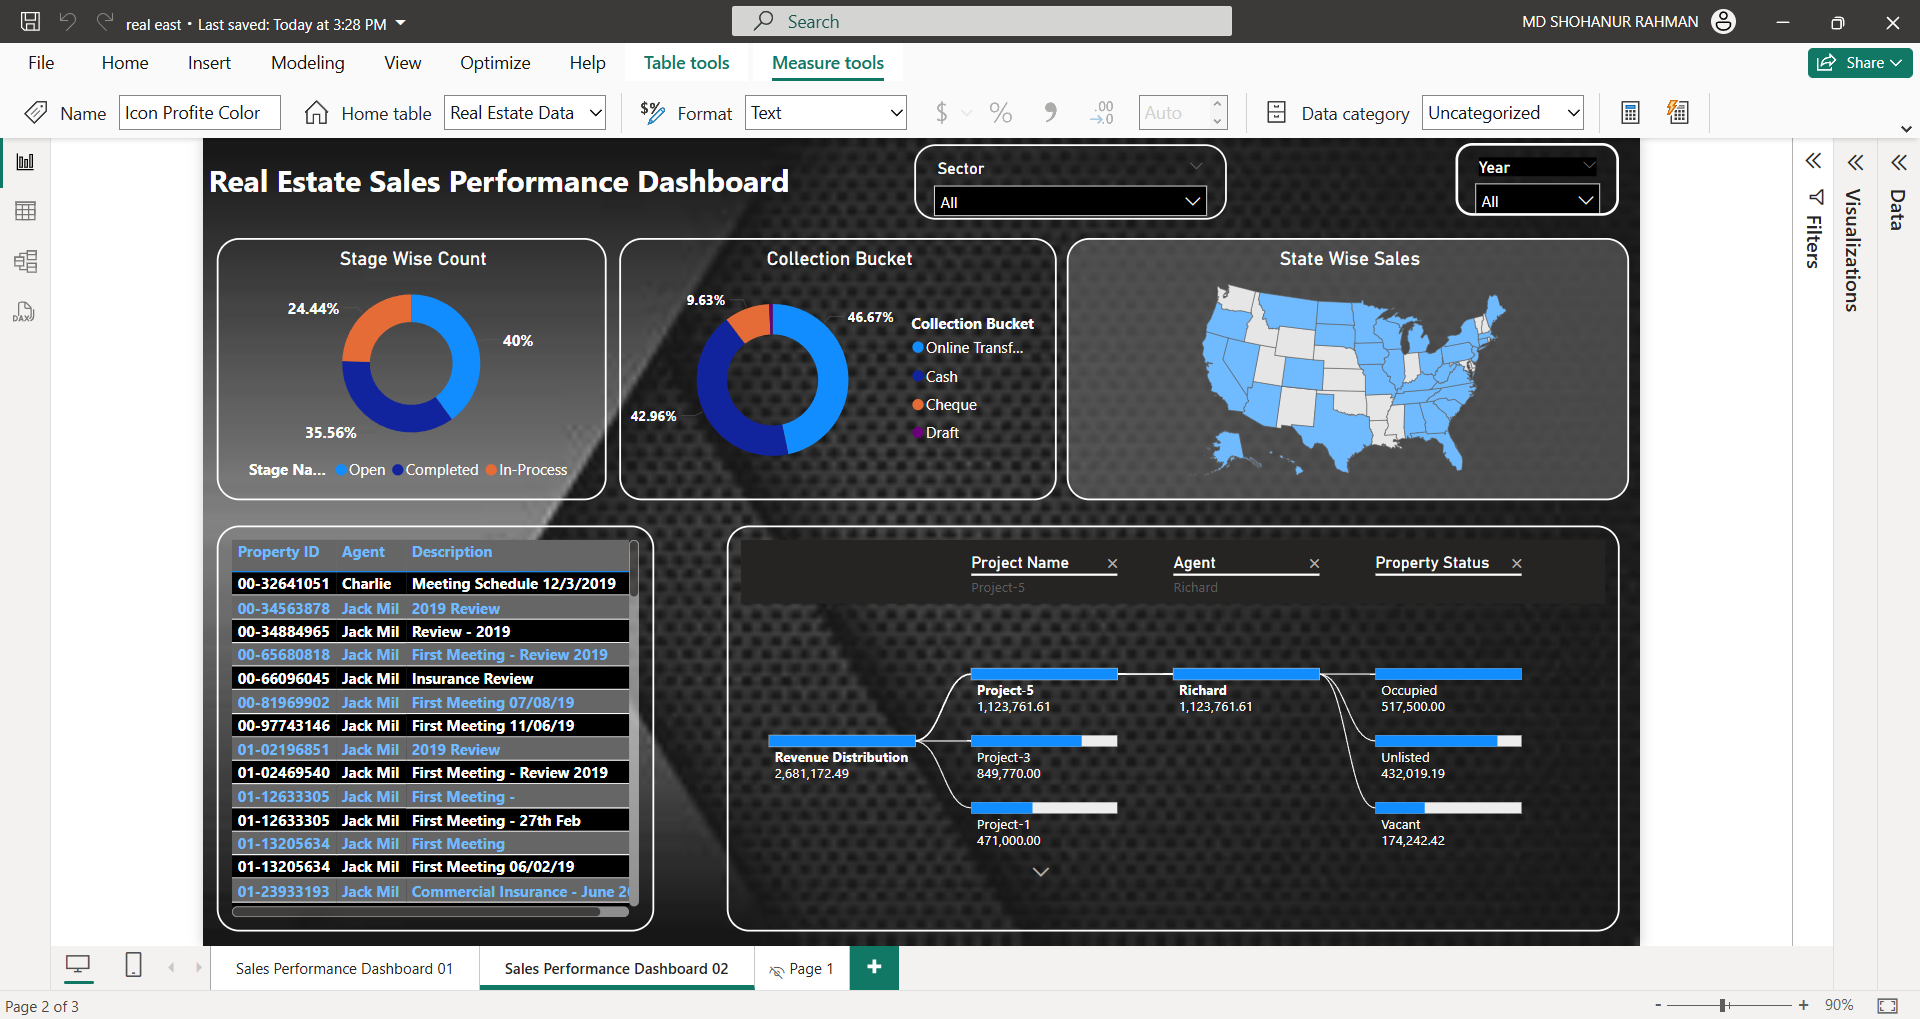 real east • Last saved: Today at 3:28 PM
Search
MD SHOHANUR RAHMAN
File Home Insert Modeling View Optimize Help Table tools Measure tools
Share
Name Icon Profite Color Home table Real Estate Data Format Text $ % .00 →.0 Auto Data category Uncategorized
DAX
Real Estate Sales Performance Dashboard
Sector
All
Year
All
Filters
Visualizations
Data
Stage Wise Count
24.44%
40%
35.56%
Stage Na... Open Completed In-Process
Collection Bucket
9.63%
46.67%
42.96%
Collection Bucket
Online Transf...
Cash
Cheque
Draft
State Wise Sales
Property ID Agent Description
00-32641051 Charlie Meeting Schedule 12/3/2019
00-34563878 Jack Mil 2019 Review
00-34884965 Jack Mil Review - 2019
00-65680818 Jack Mil First Meeting - Review 2019
00-66096045 Jack Mil Insurance Review
00-81969902 Jack Mil First Meeting 07/08/19
00-97743146 Jack Mil First Meeting 11/06/19
01-02196851 Jack Mil 2019 Review
01-02469540 Jack Mil First Meeting - Review 2019
01-12633305 Jack Mil First Meeting -
01-12633305 Jack Mil First Meeting - 27th Feb
01-13205634 Jack Mil First Meeting
01-13205634 Jack Mil First Meeting 06/02/19
01-23933193 Jack Mil Commercial Insurance - June 2
Project Name
Project-5
Agent
Richard
Property Status
Revenue Distribution
2,681,172.49
Project-5
1,123,761.61
Project-3
849,770.00
Project-1
471,000.00
Richard
1,123,761.61
Occupied
517,500.00
Unlisted
432,019.19
Vacant
174,242.42
Sales Performance Dashboard 01 Sales Performance Dashboard 02 Page 1 +
Page 2 of 3
- + 90%